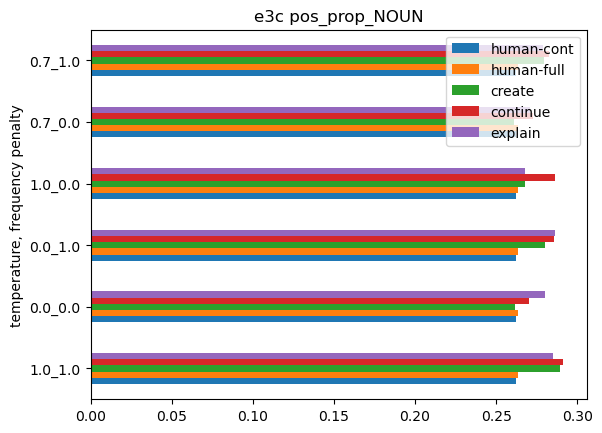 e3c pos_prop_NOUN
human-cont
human-full
create
continue
explain
temperature, frequency penalty
0.7_1.0
0.7_0.0
1.0_0.0
0.0_1.0
0.0_0.0
1.0_1.0
0.00 0.05 0.10 0.15 0.20 0.25 0.30